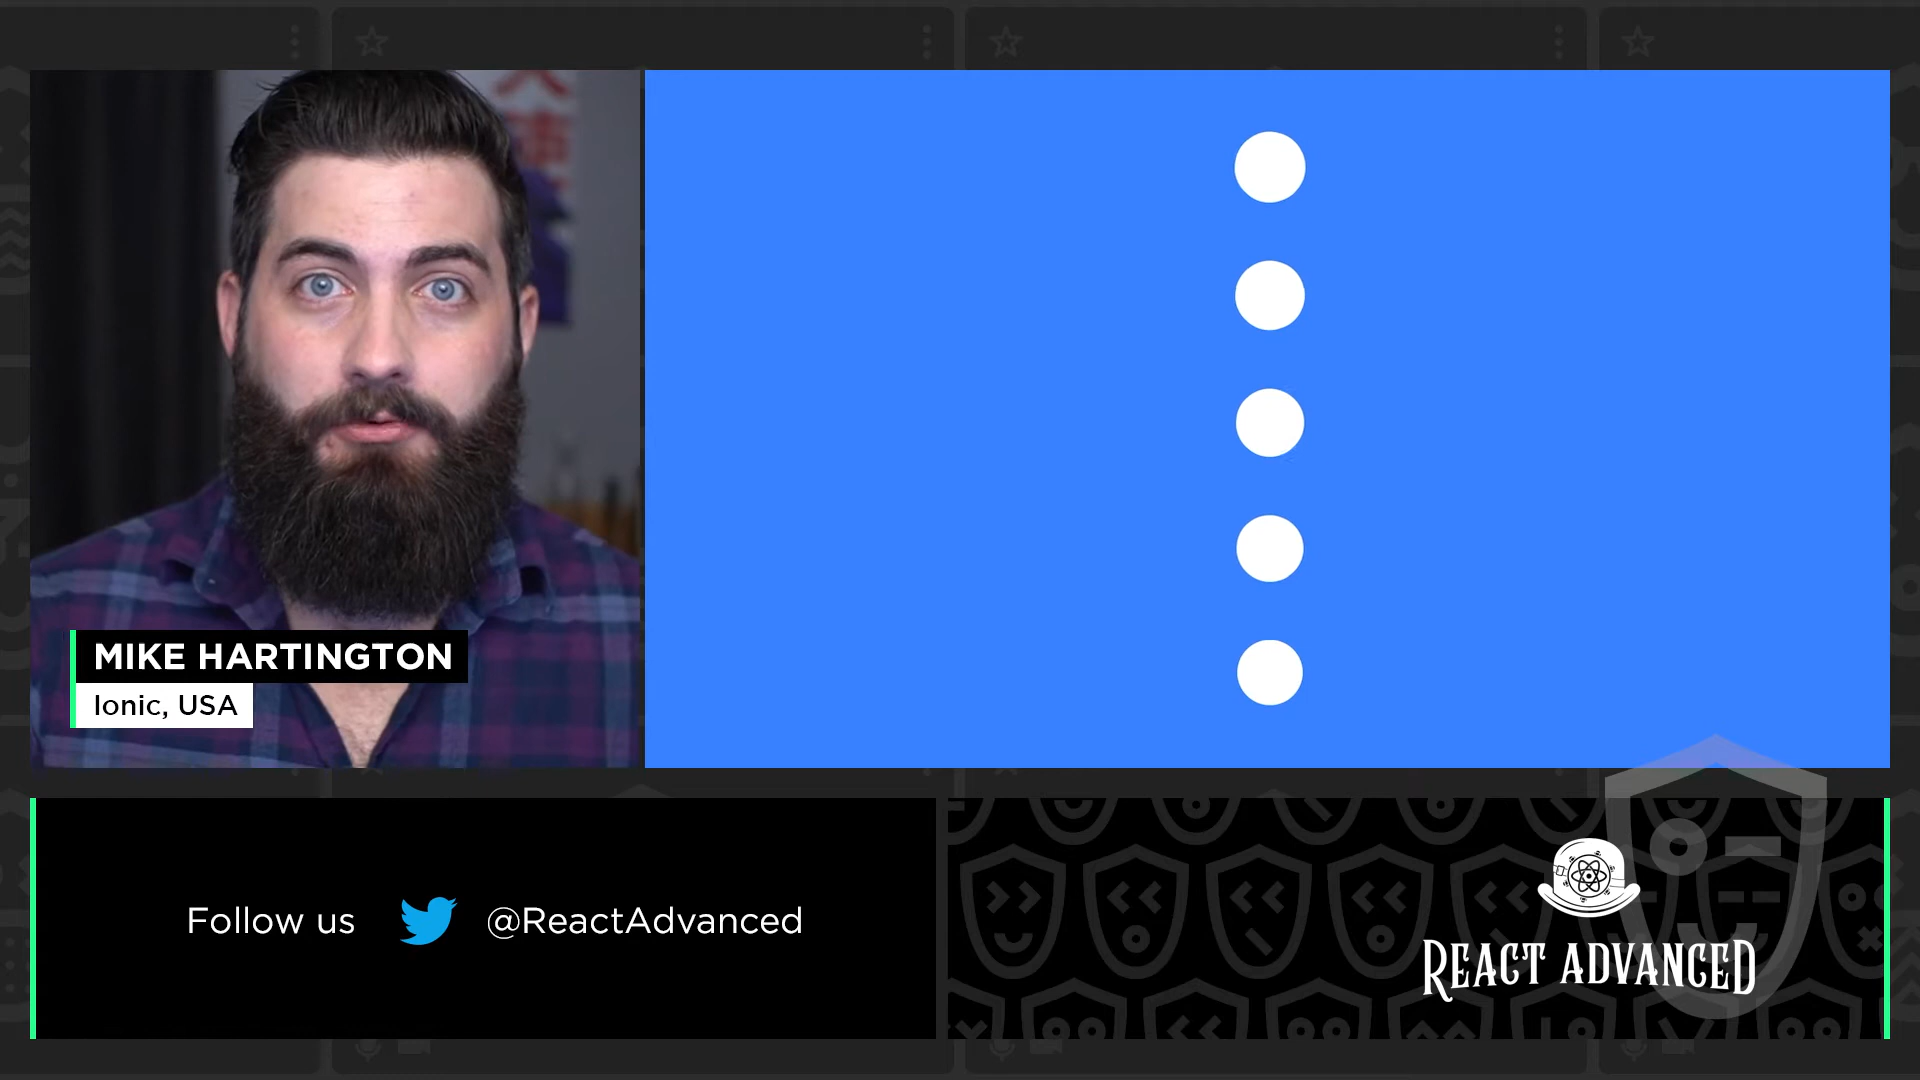 MIKE HARTINGTON
Ionic, USA
Follow us @ReactAdvanced
REACT ADVANCED